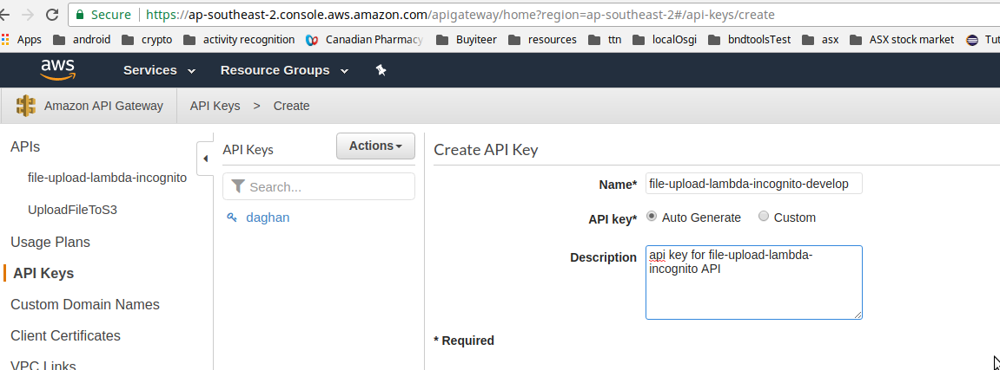 Secure https://ap-southeast-2.console.aws.amazon.com/apigateway/home?region=ap-southeast-2#/api-keys/create
Apps android crypto activity recognition Canadian Pharmacy Buyiteer resources ttn localOsgi bndtoolsTest asx ASX stock market Tut
aws Services Resource Groups
Amazon API Gateway API Keys > Create
APIs
file-upload-lambda-incognito
UploadFileToS3
Usage Plans
API Keys
Custom Domain Names
Client Certificates
VPC Links
API Keys Actions
Search...
daghan
Create API Key
Name* file-upload-lambda-incognito-develop
API key* Auto Generate Custom
Description api key for file-upload-lambda-
incognito API
* Required